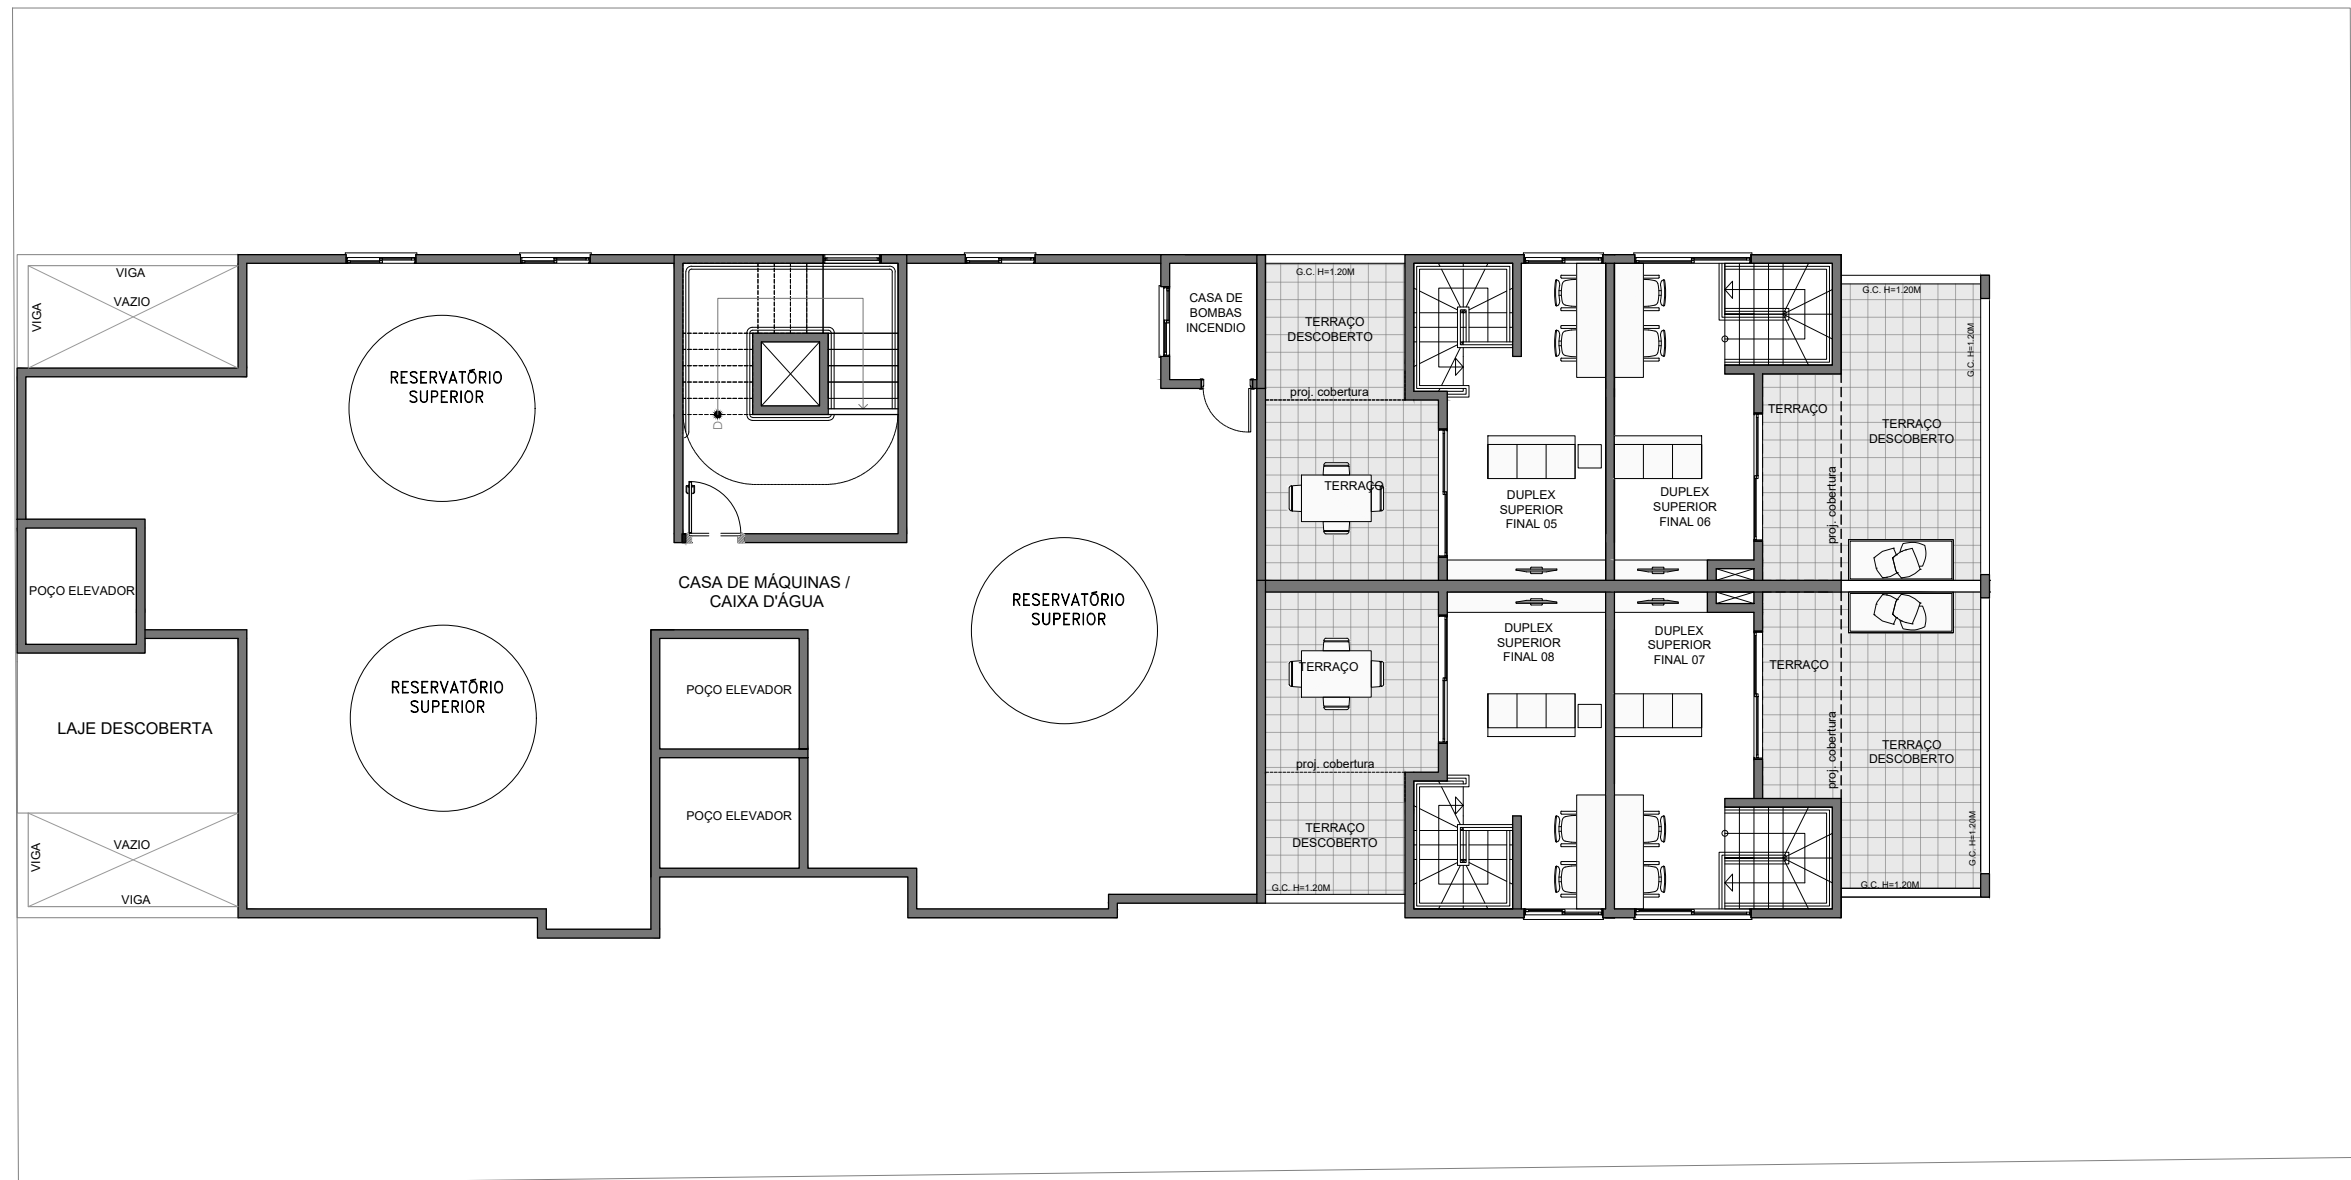 VIGA
VIGA
VAZIO
RESERVATÓRIO
SUPERIOR
D
CASA DE
BOMBAS
INCENDIO
G.C. H=1.20M
TERRAÇO
DESCOBERTO
proj. cobertura
TERRAÇO
DUPLEX
SUPERIOR
FINAL 05
DUPLEX
SUPERIOR
FINAL 06
TERRAÇO
proj. cobertura
G.C. H=1.20M
G.C. H=1.20M
TERRAÇO
DESCOBERTO
POÇO ELEVADOR
CASA DE MÁQUINAS /
CAIXA D'ÁGUA
RESERVATÓRIO
SUPERIOR
RESERVATÓRIO
SUPERIOR
LAJE DESCOBERTA
POÇO ELEVADOR
POÇO ELEVADOR
VIGA
VAZIO
VIGA
TERRAÇO
proj. cobertura
TERRAÇO
DESCOBERTO
G.C. H=1.20M
DUPLEX
SUPERIOR
FINAL 08
DUPLEX
SUPERIOR
FINAL 07
TERRAÇO
proj. cobertura
TERRAÇO
DESCOBERTO
G.C. H=1.20M
G.C. H=1.20M